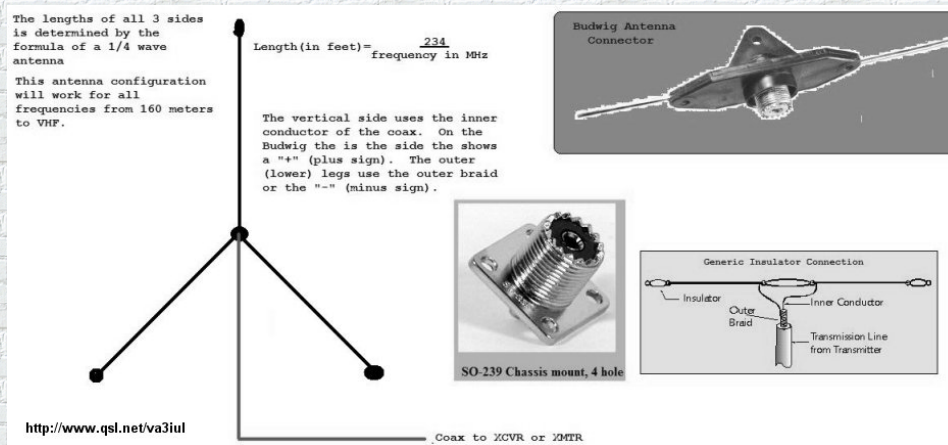 The lengths of all 3 sides
is determined by the
formula of a 1/4 wave
antenna
This antenna configuration
will work for all
frequencies from 160 meters
to VHF.
Length(in feet)= 234
frequency in MHz
The vertical side uses the inner
conductor of the coax. On the
Budwig the is the side the shows
a "+" (plus sign). The outer
(lower) legs use the outer braid
or the "-" (minus sign).
Budwig Antenna
Connector
SO-239 Chassis mount, 4 hole
Generic Insulator Connection
Insulator
Inner Conductor
Outer
Braid
Transmission Line
from Transmitter
http://www.qsl.net/va3iul
Coax to XCVR or XMTR